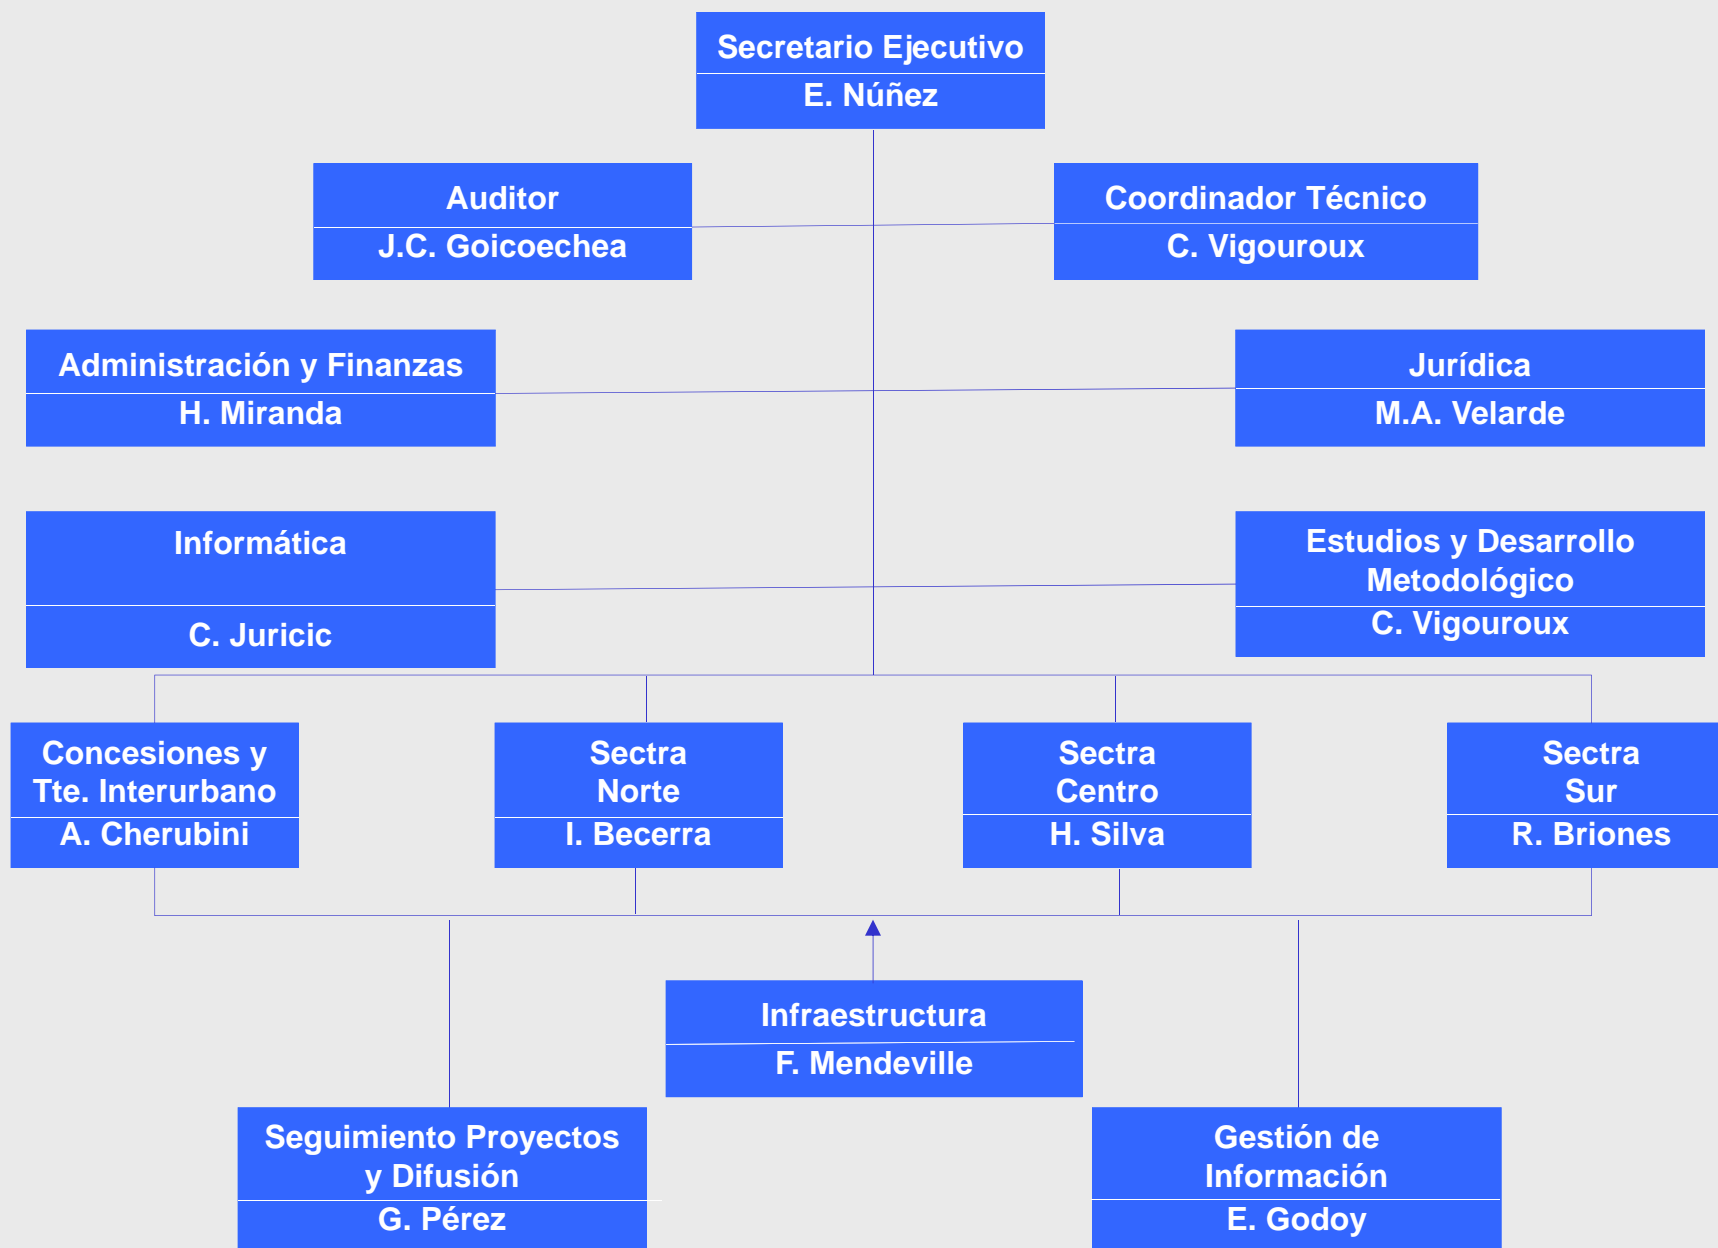 Secretario Ejecutivo
E. Núñez
Auditor
J.C. Goicoechea
Coordinador Técnico
C. Vigouroux
Administración y Finanzas
H. Miranda
Jurídica
M.A. Velarde
Informática
C. Juricic
Estudios y Desarrollo
Metodológico
C. Vigouroux
Concesiones y
Tte. Interurbano
A. Cherubini
Sectra
Norte
I. Becerra
Sectra
Centro
H. Silva
Sectra
Sur
R. Briones
Infraestructura
F. Mendeville
Seguimiento Proyectos
y Difusión
G. Pérez
Gestión de
Información
E. Godoy